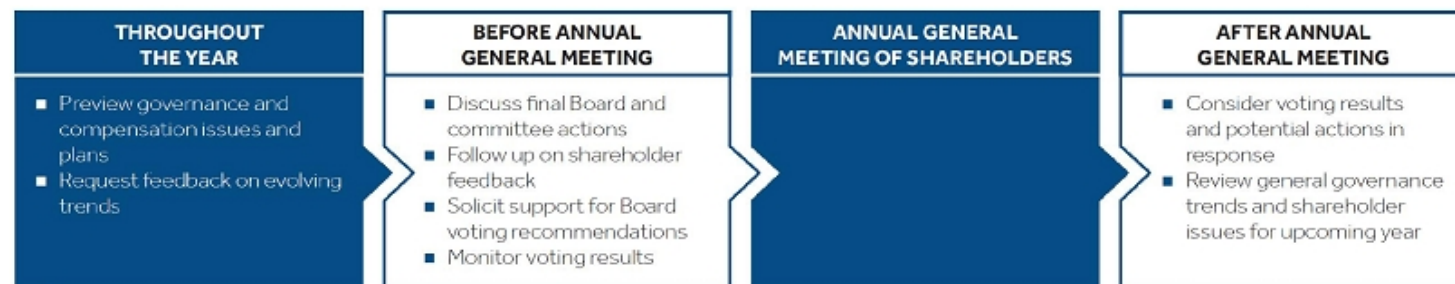 THROUGHOUT
THE YEAR
Preview governance and
compensation issues and
plans
Request feedback on evolving
trends
BEFORE ANNUAL
GENERAL MEETING
Discuss final Board and
committee actions
Follow up on shareholder
feedback
Solicit support for Board
voting recommendations
Monitor voting results
ANNUAL GENERAL
MEETING OF SHAREHOLDERS
AFTER ANNUAL
GENERAL MEETING
Consider voting results
and potential actions in
response
Review general governance
trends and shareholder
issues for upcoming year